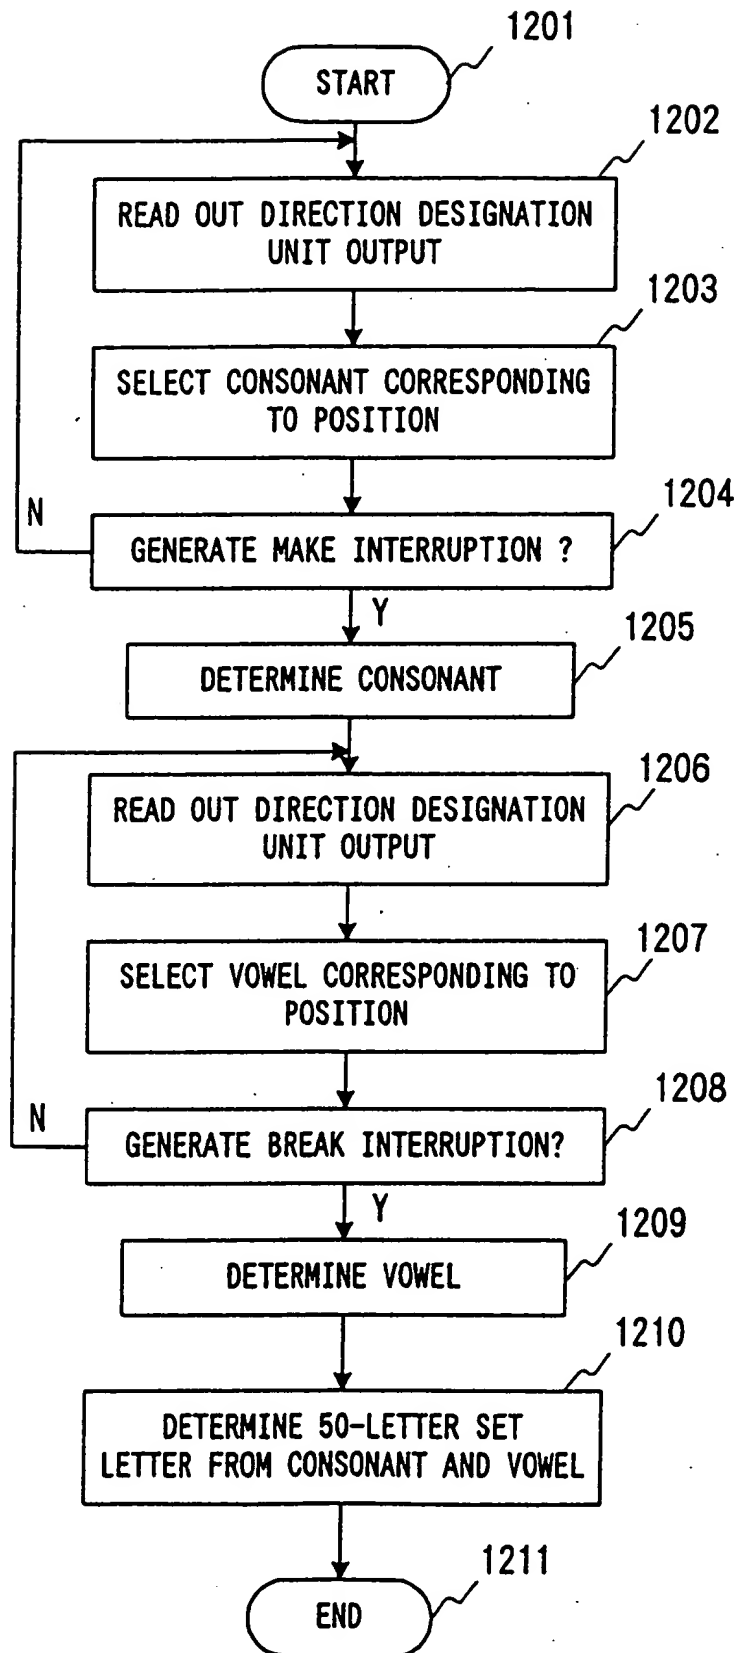 1201
START
1202
READ OUT DIRECTION DESIGNATION
UNIT OUTPUT
1203
SELECT CONSONANT CORRESPONDING
TO POSITION
1204
N
GENERATE MAKE INTERRUPTION ?
Y
1205
DETERMINE CONSONANT
1206
READ OUT DIRECTION DESIGNATION
UNIT OUTPUT
1207
SELECT VOWEL CORRESPONDING TO
POSITION
1208
N
GENERATE BREAK INTERRUPTION?
Y
1209
DETERMINE VOWEL
1210
DETERMINE 50-LETTER SET
LETTER FROM CONSONANT AND VOWEL
1211
END